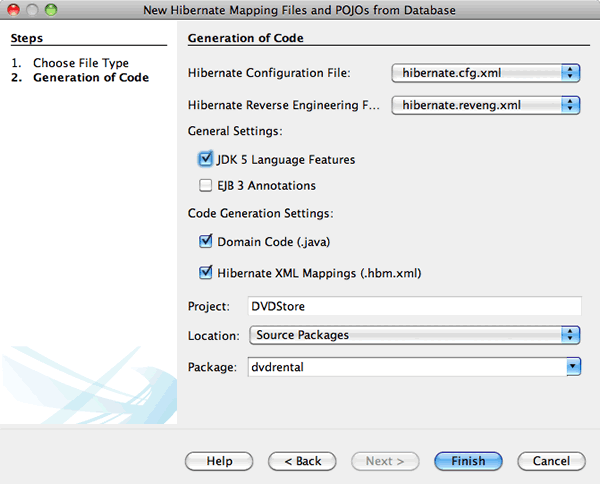 New Hibernate Mapping Files and POJOs from Database
Steps
1. Choose File Type
2. Generation of Code
Generation of Code
Hibernate Configuration File: hibernate.cfg.xml
Hibernate Reverse Engineering F... hibernate.reveng.xml
General Settings:
JDK 5 Language Features
EJB 3 Annotations
Code Generation Settings:
Domain Code (.java)
Hibernate XML Mappings (.hbm.xml)
Project: DVDStore
Location: Source Packages
Package: dvdrental
Help < Back Next > Finish Cancel